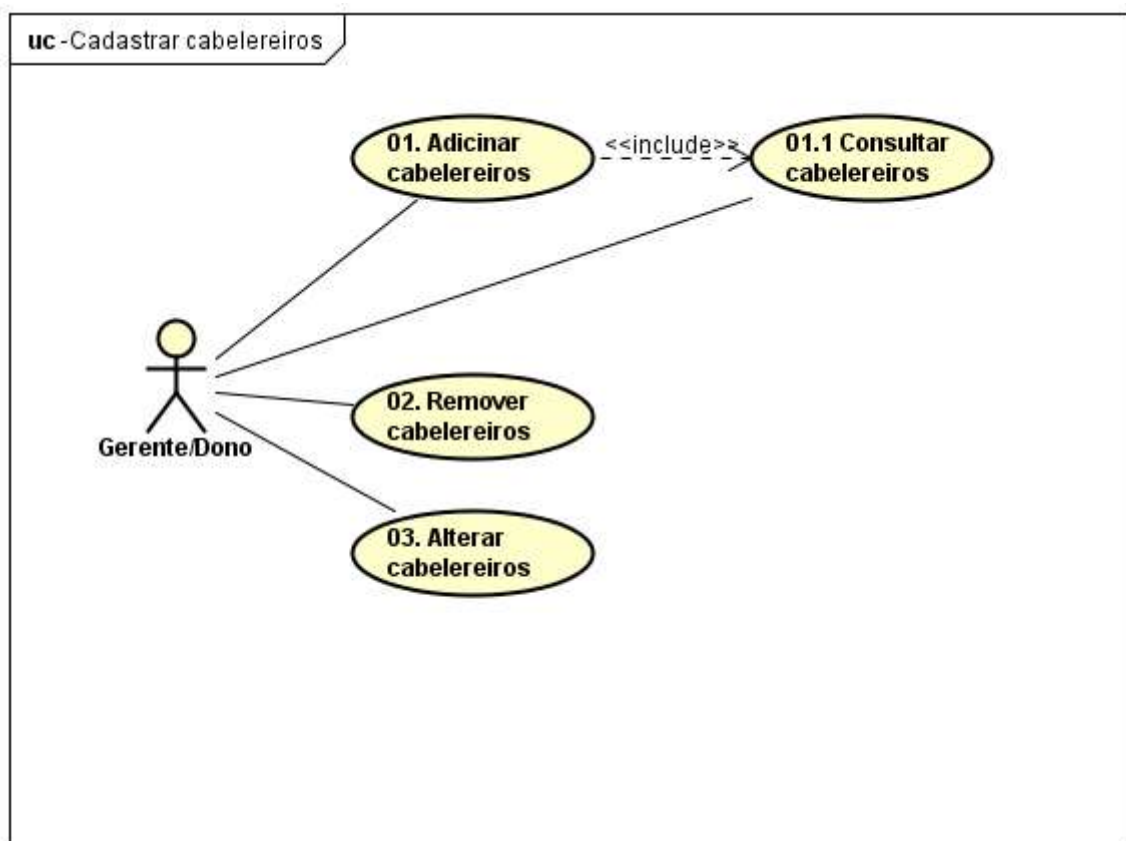 uc -Cadastrar cabelereiros
01. Adicinar
cabelereiros
<<include>>
01.1 Consultar
cabelereiros
Gerente/Dono
02. Remover
cabelereiros
03. Alterar
cabelereiros